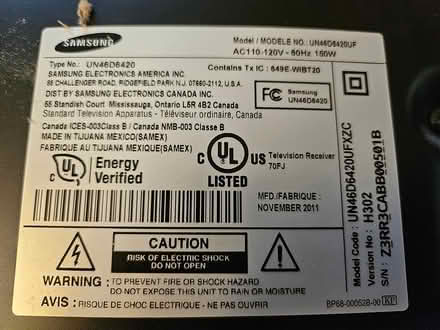 SAMSUNG
Model / MODELE NO. : UN46D6420UF
AC110-120V~ 60Hz 150W
Type No.: UN46D6420
Contains Tx IC : 649E-WIBT20
SAMSUNG ELECTRONICS AMERICA INC.
85 CHALLENGER ROAD, RIDGEFIELD PARK N.J. 07660-2112, U.S.A.
DIST BY SAMSUNG ELECTRONICS CANADA INC.
55 Standish Court Mississauga, Ontario L5R 4B2 Canada
Standard Television Apparatus - Téléviseur ordinaire, Canada
FC Samsung
UN46D6420
Canada ICES-003Class B / Canada NMB-003 Classe B
MADE IN TIJUANA MEXICO(SAMEX)
FABRIQUE AU TIJUANA MEXICO(SAMEX)
UL
Energy
Verified
C UL US
LISTED
Television Receiver
70FJ
MFD./FABRIQUE :
NOVEMBER 2011
CAUTION
RISK OF ELECTRIC SHOCK
DO NOT OPEN
WARNING : TO PREVENT FIRE OR SHOCK HAZARD
DO NOT EXPOSE THIS UNIT TO RAIN OR MOISTURE
AVIS : RISQUE DE CHOC ELECTRIQUE - NE PAS OUVRIR
BP68-00052B-00
Model Code : UN46D6420UFXZC
Version No : H302
S/N : Z3RR3CABB00501B